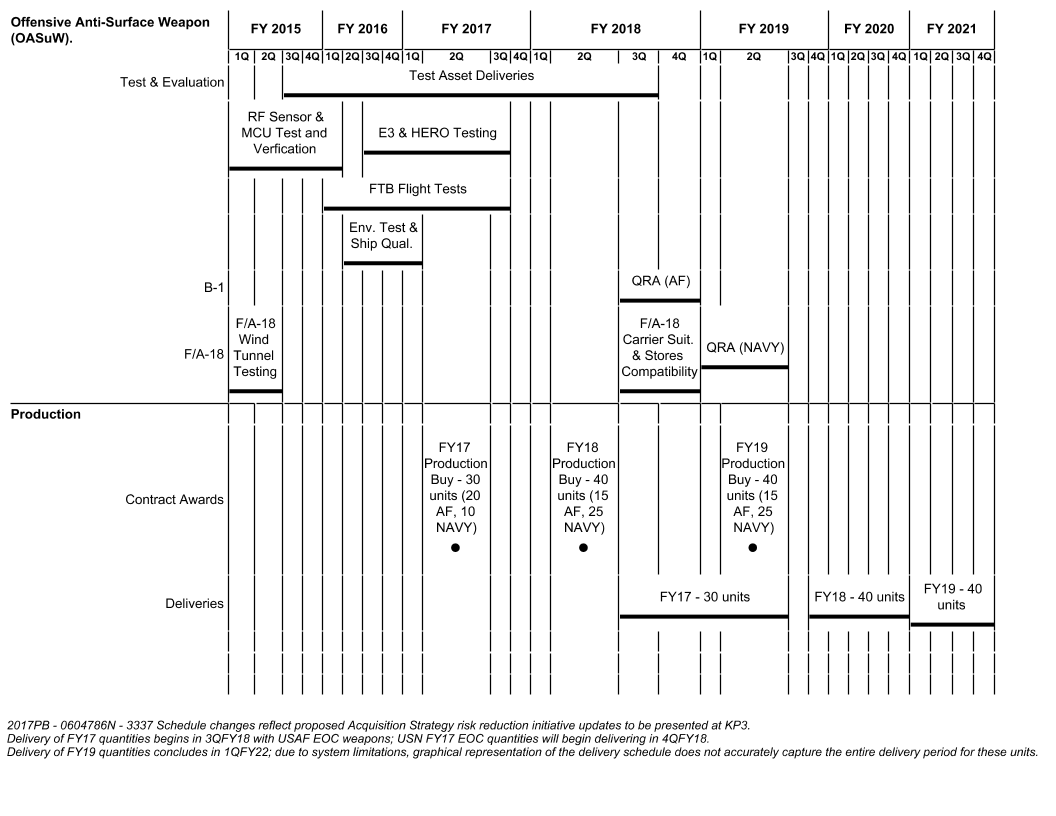 Offensive Anti-Surface Weapon
(OASuW).
FY 2015 FY 2016 FY 2017 FY 2018 FY 2019 FY 2020 FY 2021
1Q 2Q 3Q 4Q 1Q 2Q 3Q 4Q 1Q 2Q 3Q 4Q 1Q 2Q 3Q 4Q 1Q 2Q 3Q 4Q 1Q 2Q 3Q 4Q 1Q 2Q 3Q 4Q
Test & Evaluation
Test Asset Deliveries
RF Sensor &
MCU Test and
Verfication
E3 & HERO Testing
FTB Flight Tests
Env. Test &
Ship Qual.
B-1
QRA (AF)
F/A-18
F/A-18
Wind
Tunnel
Testing
F/A-18
Carrier Suit.
& Stores
Compatibility
QRA (NAVY)
Production
Contract Awards
FY17
Production
Buy - 30
units (20
AF, 10
NAVY)
FY18
Production
Buy - 40
units (15
AF, 25
NAVY)
FY19
Production
Buy - 40
units (15
AF, 25
NAVY)
Deliveries
FY17 - 30 units
FY18 - 40 units
FY19 - 40
units
2017PB - 0604786N - 3337 Schedule changes reflect proposed Acquisition Strategy risk reduction initiative updates to be presented at KP3.
Delivery of FY17 quantities begins in 3QFY18 with USAF EOC weapons; USN FY17 EOC quantities will begin delivering in 4QFY18.
Delivery of FY19 quantities concludes in 1QFY22; due to system limitations, graphical representation of the delivery schedule does not accurately capture the entire delivery period for these units.